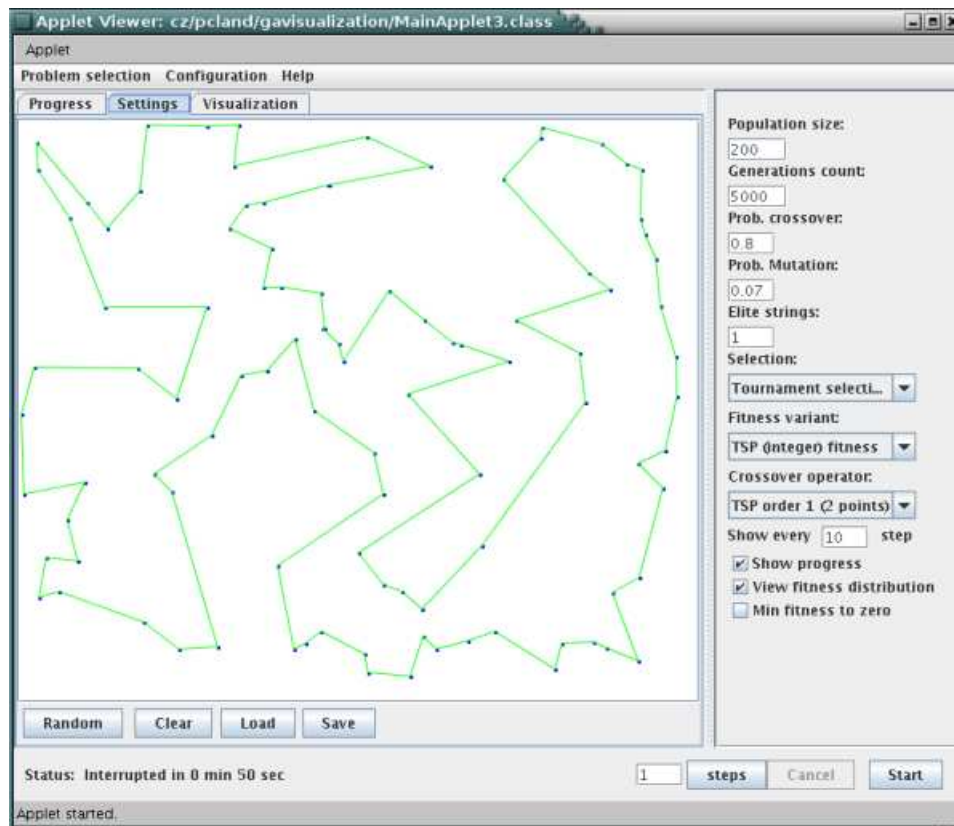 Applet Viewer: cz/pcland/gavisualization/MainApplet3.class
Applet
Problem selection Configuration Help
Progress Settings Visualization
Population size:
200
Generations count:
5000
Prob. crossover:
0.8
Prob. Mutation:
0.07
Elite strings:
1
Selection:
Tournament selecti...
Fitness variant:
TSP (integer) fitness
Crossover operator:
TSP order 1 (2 points)
Show every 10 step
Show progress
View fitness distribution
Min fitness to zero
Random Clear Load Save
Status: Interrupted in 0 min 50 sec
1 steps Cancel Start
Applet started.